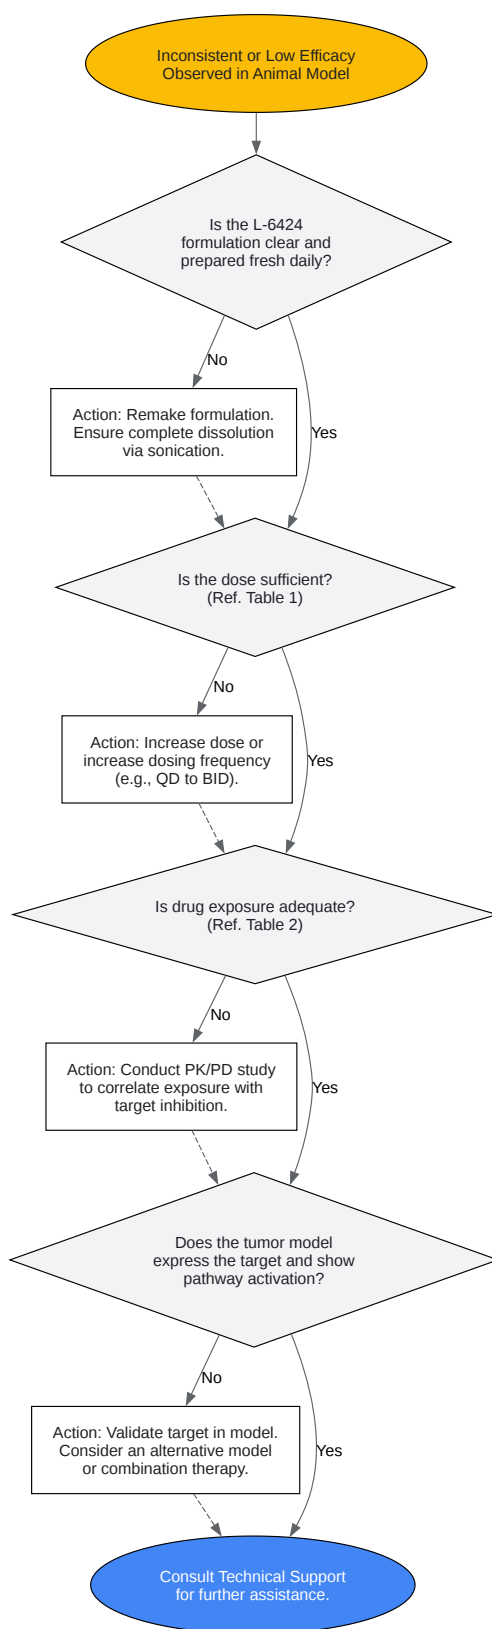 Inconsistent or Low Efficacy
Observed in Animal Model
Is the L-6424
formulation clear and
prepared fresh daily?
No
Yes
Action: Remake formulation.
Ensure complete dissolution
via sonication.
Is the dose sufficient?
(Ref. Table 1)
No
Yes
Action: Increase dose or
increase dosing frequency
(e.g., QD to BID).
Is drug exposure adequate?
(Ref. Table 2)
No
Yes
Action: Conduct PK/PD study
to correlate exposure with
target inhibition.
Does the tumor model
express the target and show
pathway activation?
No
Yes
Action: Validate target in model.
Consider an alternative model
or combination therapy.
Consult Technical Support
for further assistance.